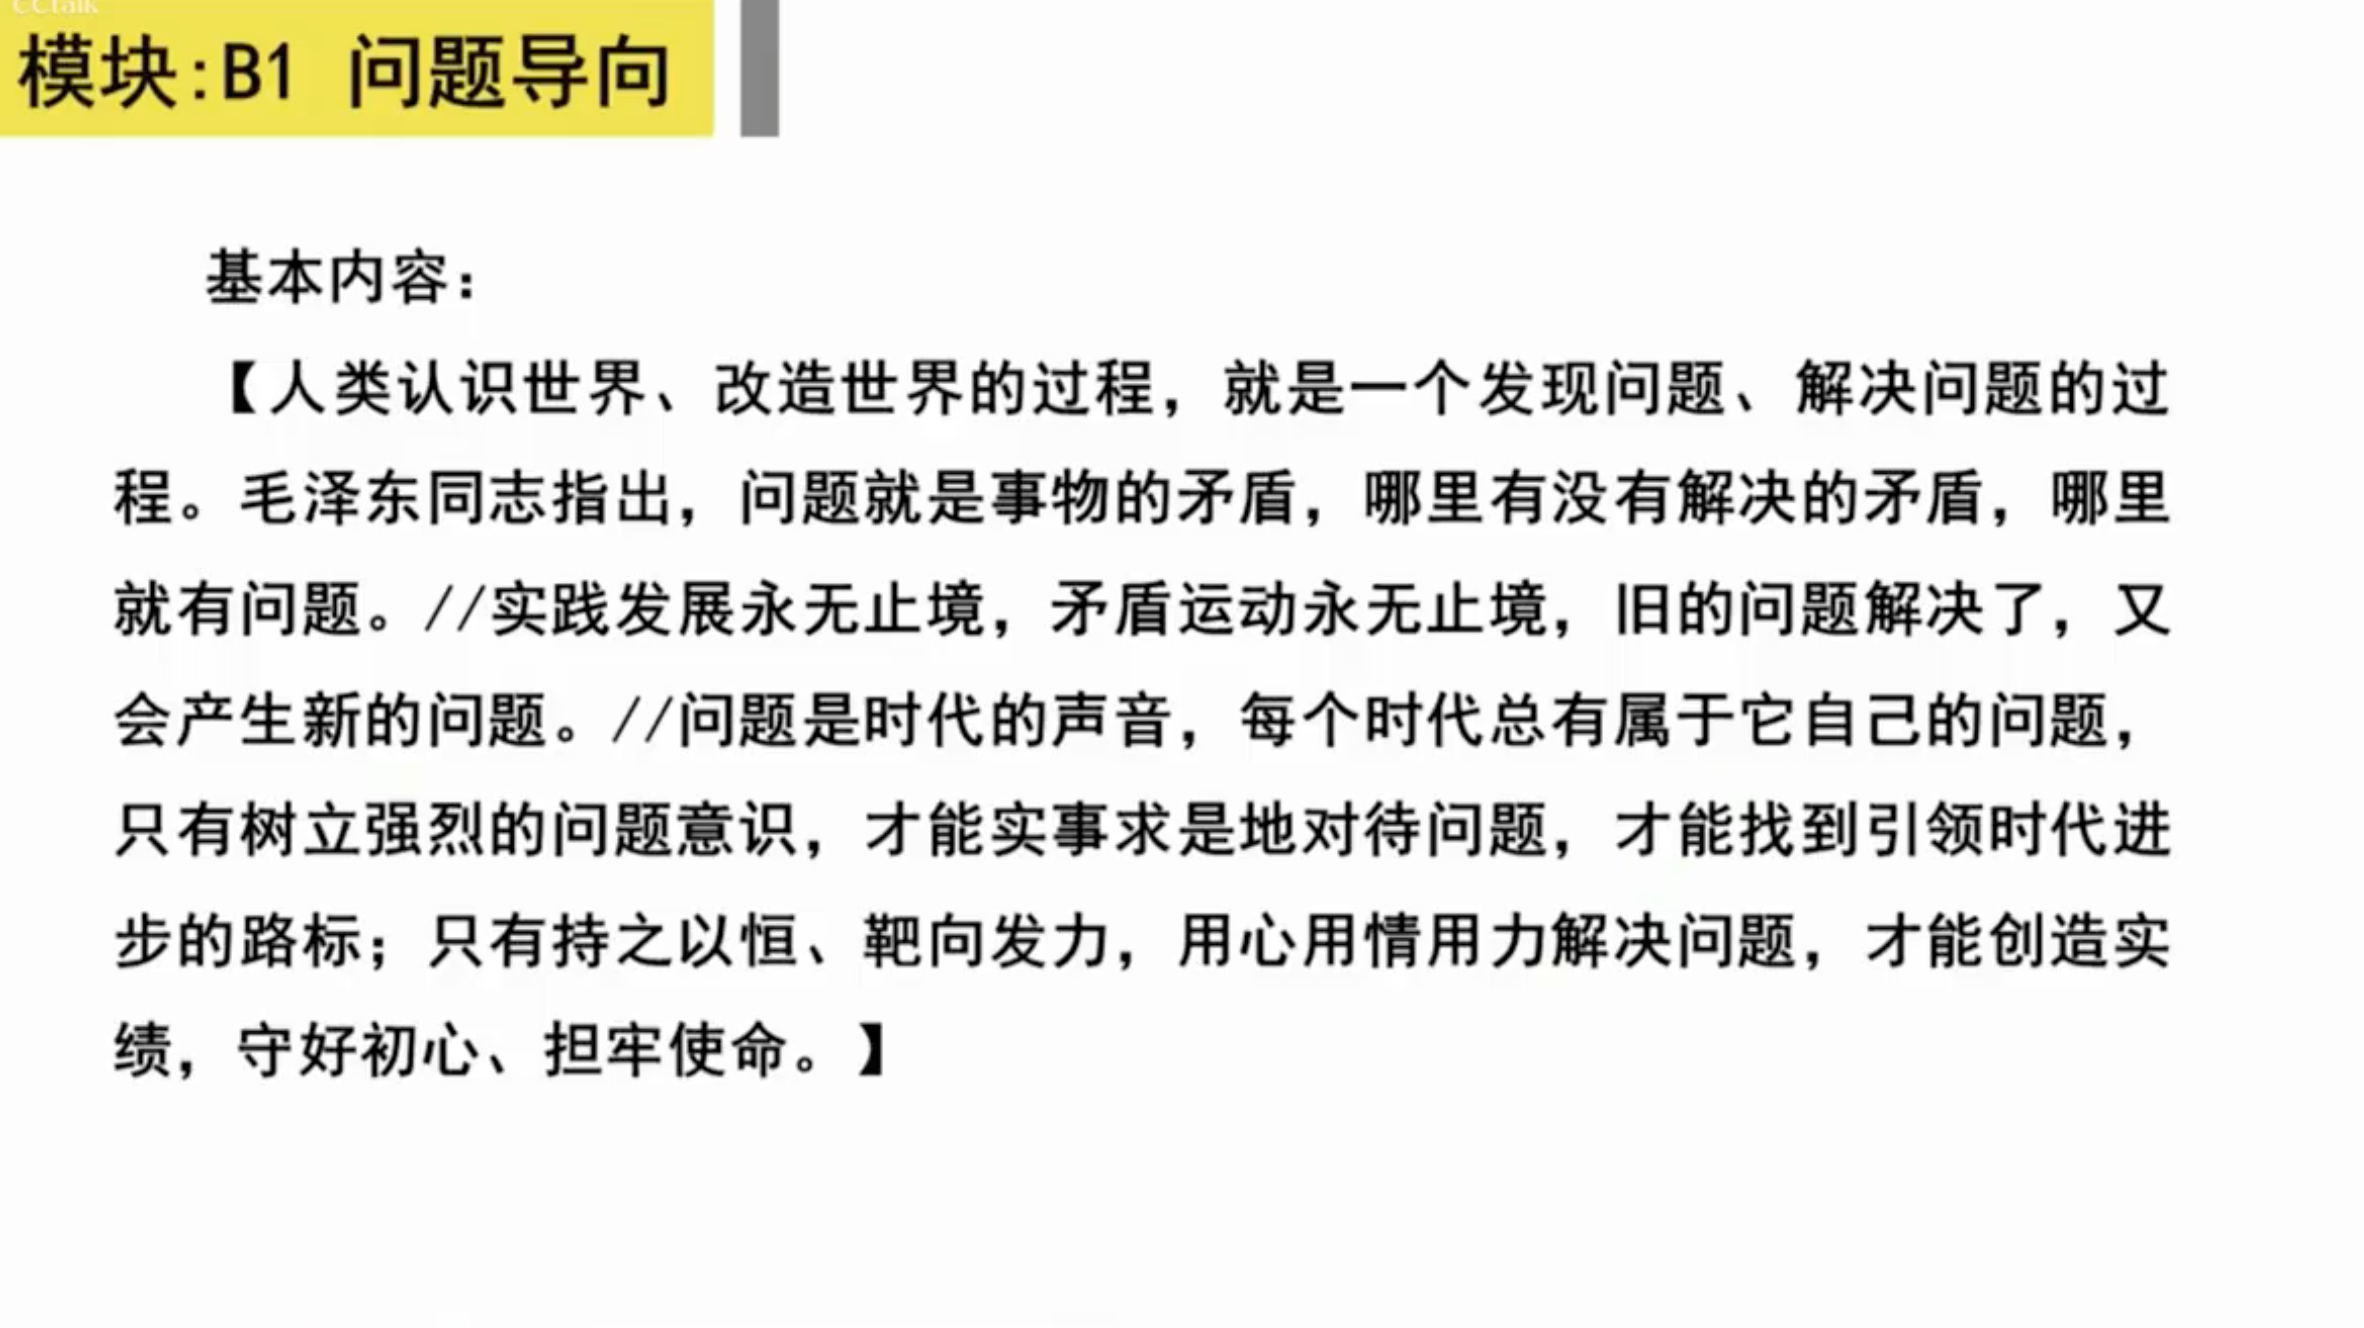 CCtalk
模块:B1 问题导向
基本内容：
【人类认识世界、改造世界的过程，就是一个发现问题、解决问题的过
程。毛泽东同志指出，问题就是事物的矛盾，哪里有没有解决的矛盾，哪里
就有问题。//实践发展永无止境，矛盾运动永无止境，旧的问题解决了，又
会产生新的问题。//问题是时代的声音，每个时代总有属于它自己的问题，
只有树立强烈的问题意识，才能实事求是地对待问题，才能找到引领时代进
步的路标；只有持之以恒、靶向发力，用心用情用力解决问题，才能创造实
绩，守好初心、担牢使命。】